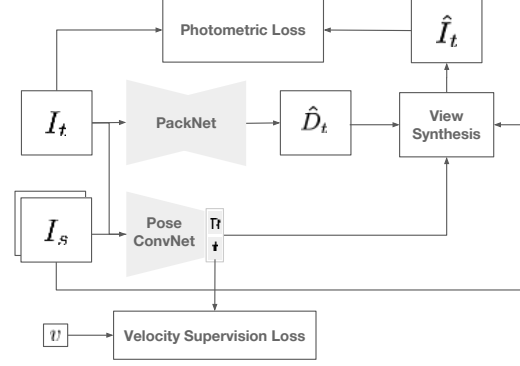 Photometric Loss
Î_t
I_t
PackNet
D̂_t
View
Synthesis
I_s
Pose
ConvNet
t
v
Velocity Supervision Loss